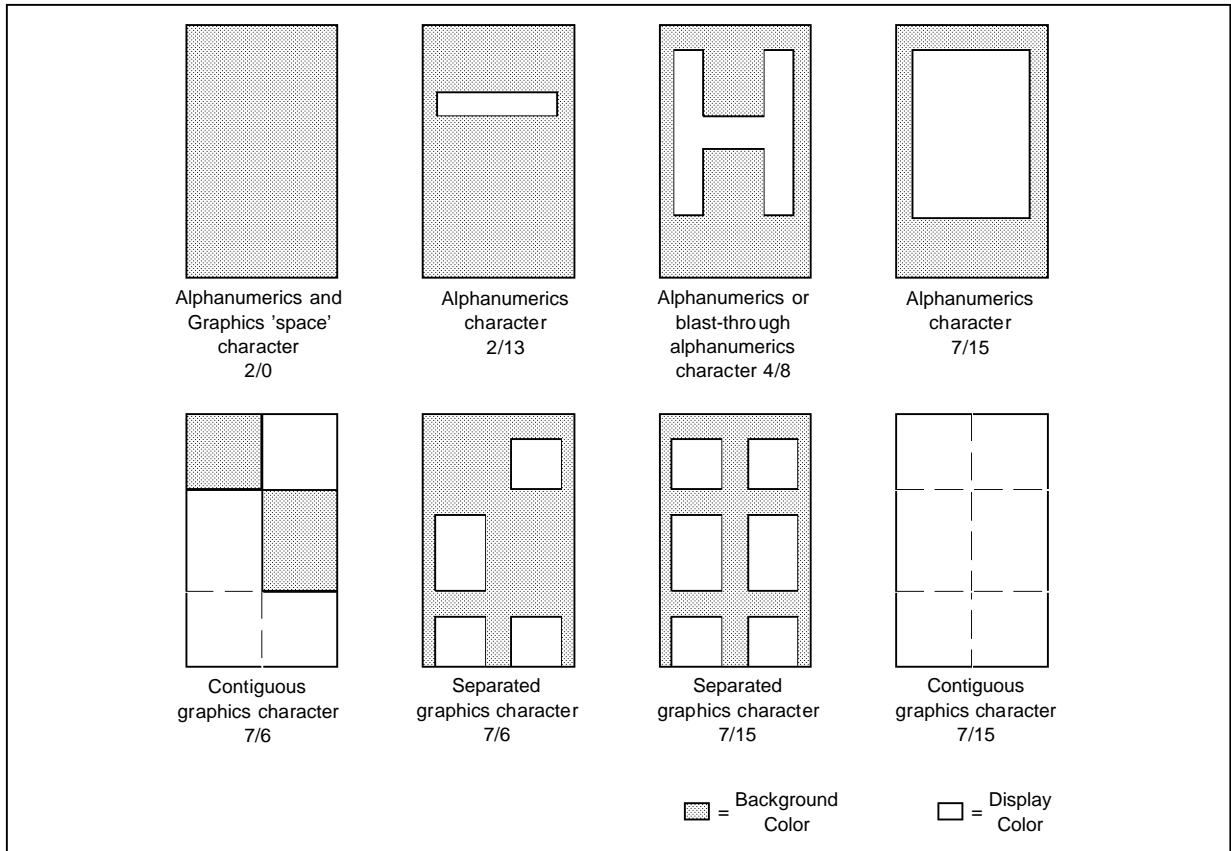 Alphanumerics and
Graphics ’space’
character
2/0
Alphanumerics
character
2/13
Alphanumerics or
blast-through
alphanumerics
character 4/8
Alphanumerics
character
7/15
Contiguous
graphics character
7/6
Separated
graphics character
7/6
Separated
graphics character
7/15
Contiguous
graphics character
7/15
= Background
Color
= Display
Color